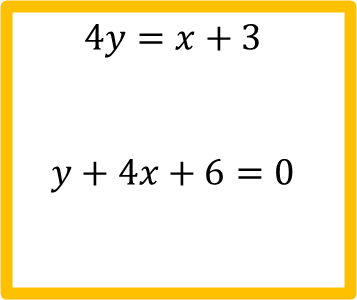 4y = x + 3
y + 4x + 6 = 0